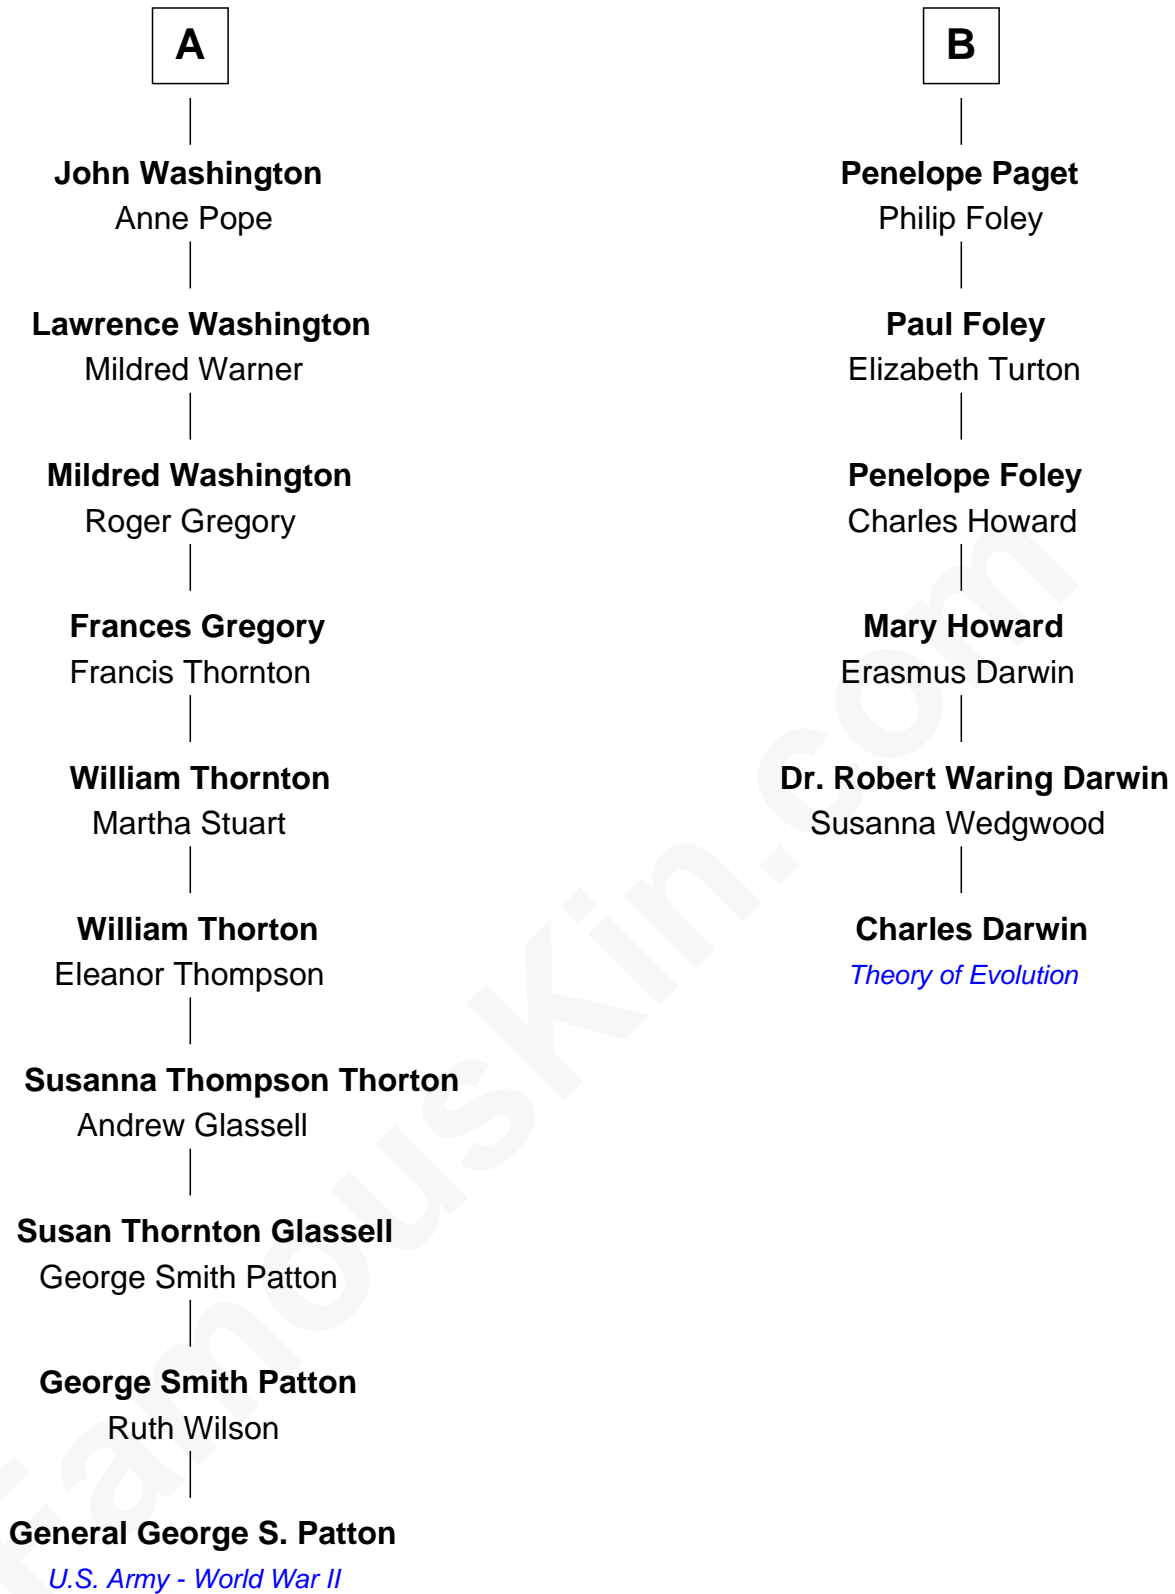 A
John Washington
Anne Pope
Lawrence Washington
Mildred Warner
Mildred Washington
Roger Gregory
Frances Gregory
Francis Thornton
William Thornton
Martha Stuart
William Thorton
Eleanor Thompson
Susanna Thompson Thorton
Andrew Glassell
Susan Thornton Glassell
George Smith Patton
George Smith Patton
Ruth Wilson
General George S. Patton
U.S. Army - World War II
B
Penelope Paget
Philip Foley
Paul Foley
Elizabeth Turton
Penelope Foley
Charles Howard
Mary Howard
Erasmus Darwin
Dr. Robert Waring Darwin
Susanna Wedgwood
Charles Darwin
Theory of Evolution
FamousKin.com